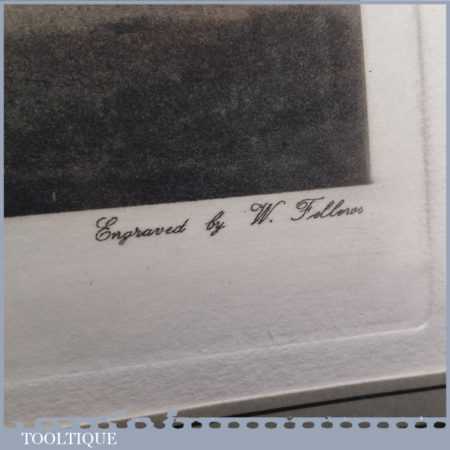 Engraved by W. Fellows
TOOLTIQUE